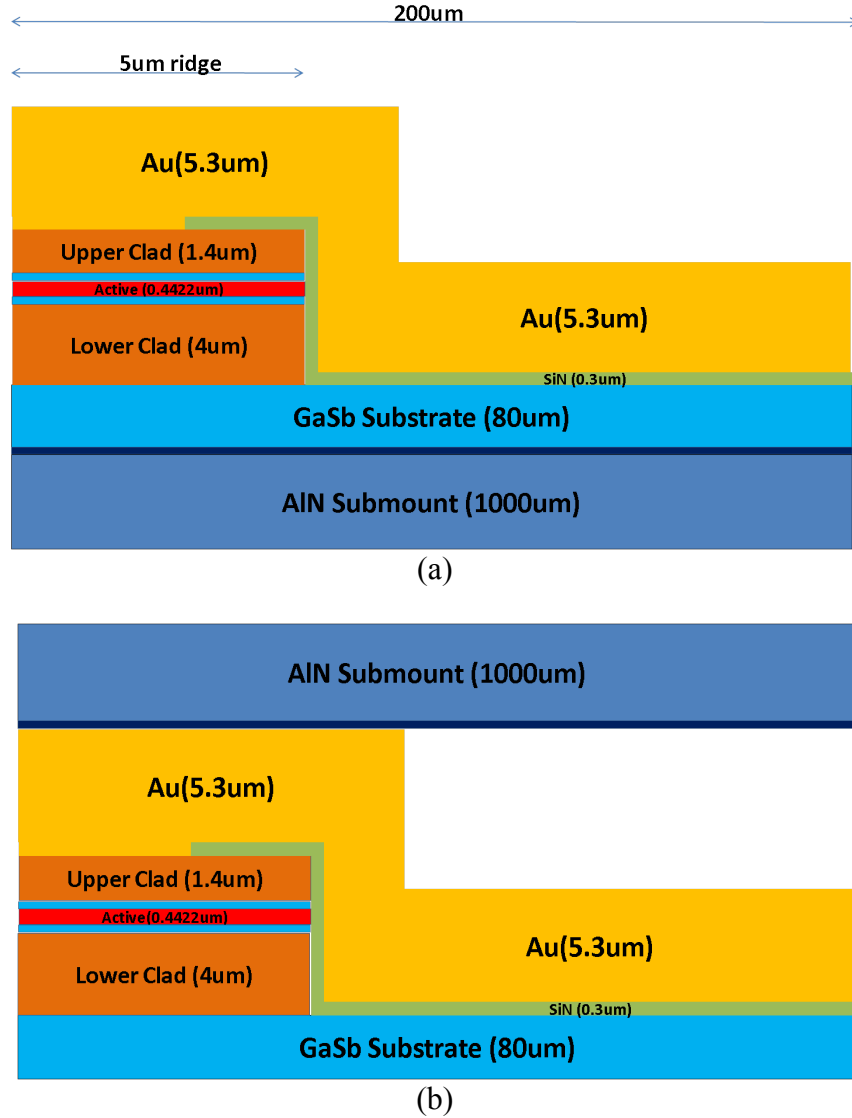 200um
5um ridge
Au(5.3um)
Upper Clad (1.4um)
Active (0.4422um)
Lower Clad (4um)
Au(5.3um)
SiN (0.3um)
GaSb Substrate (80um)
AlN Submount (1000um)
(a)
AlN Submount (1000um)
Au(5.3um)
Upper Clad (1.4um)
Active(0.4422um)
Lower Clad (4um)
Au(5.3um)
SiN (0.3um)
GaSb Substrate (80um)
(b)